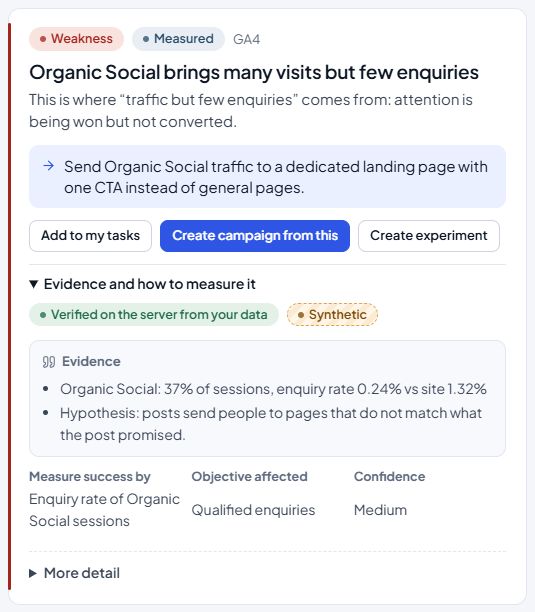 Weakness
Measured
GA4
Organic Social brings many visits but few enquiries
This is where “traffic but few enquiries” comes from: attention is
being won but not converted.
→ Send Organic Social traffic to a dedicated landing page with
one CTA instead of general pages.
Add to my tasks
Create campaign from this
Create experiment
▼ Evidence and how to measure it
Verified on the server from your data
Synthetic
Evidence
• Organic Social: 37% of sessions, enquiry rate 0.24% vs site 1.32%
• Hypothesis: posts send people to pages that do not match what
the post promised.
Measure success by
Enquiry rate of Organic
Social sessions
Objective affected
Qualified enquiries
Confidence
Medium
▶ More detail